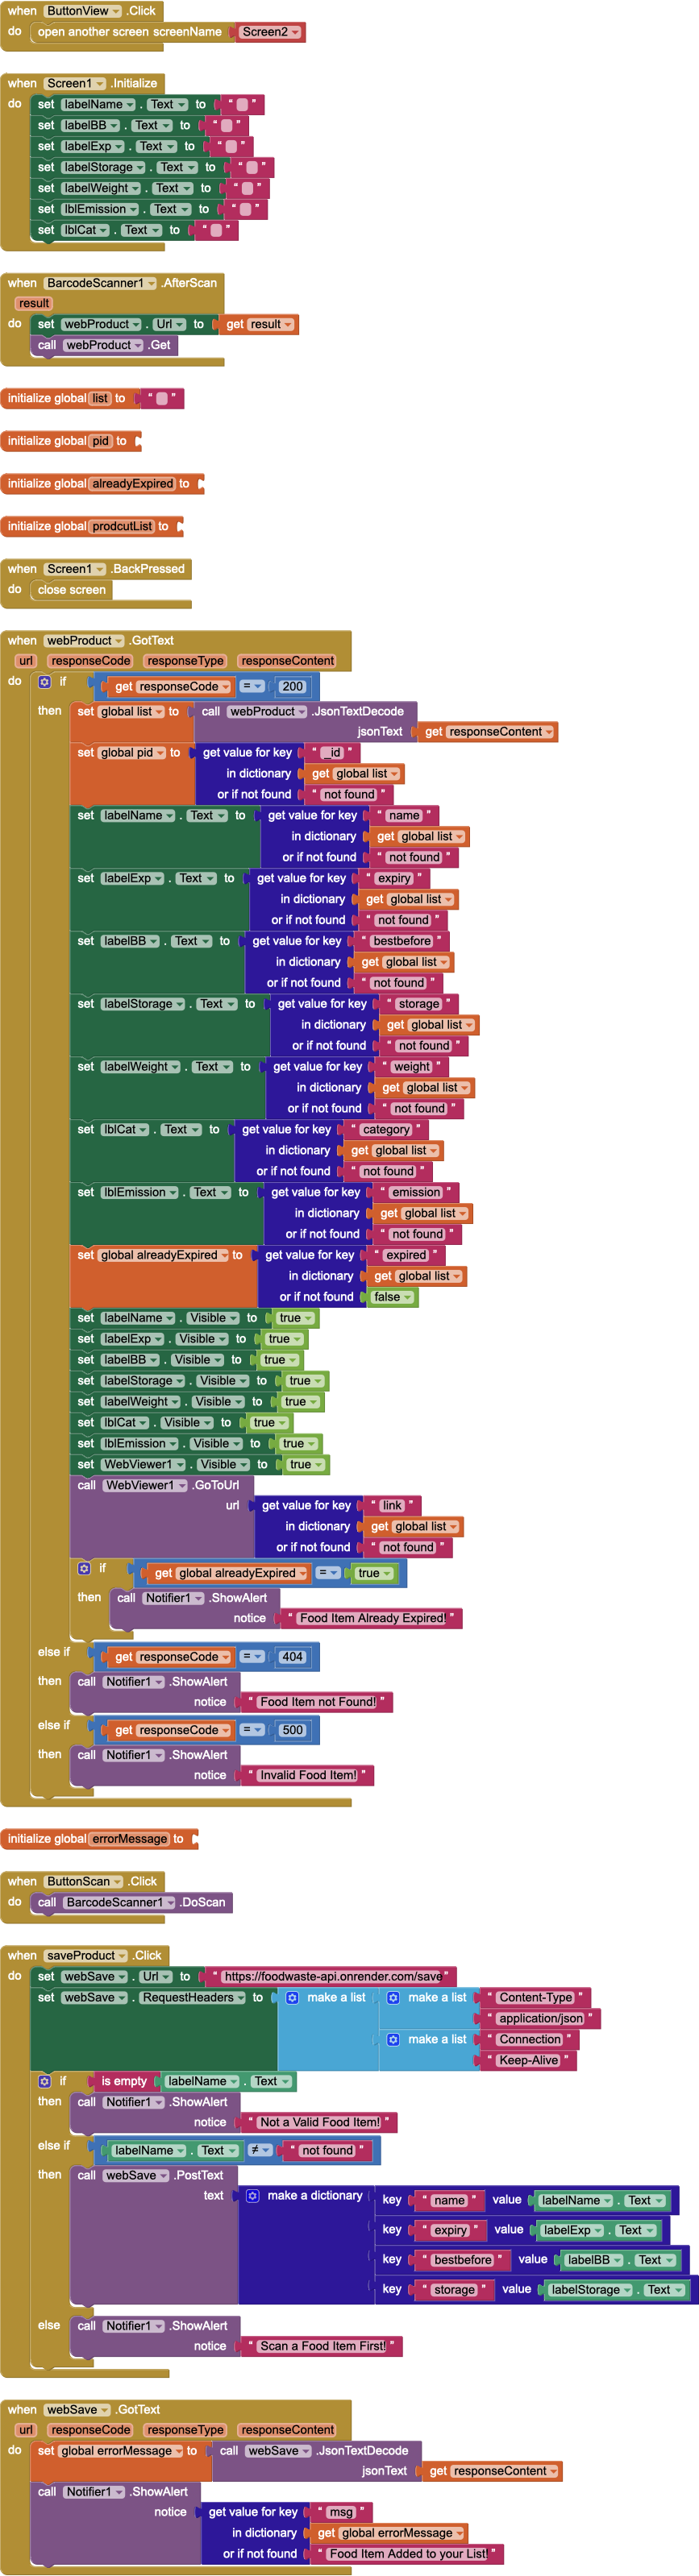 when ButtonView .Click
do open another screen screenName Screen2
when Screen1 .Initialize
do set labelName . Text to “ ”
set labelBB . Text to “ ”
set labelExp . Text to “ ”
set labelStorage . Text to “ ”
set labelWeight . Text to “ ”
set lblEmission . Text to “ ”
set lblCat . Text to “ ”
when BarcodeScanner1 .AfterScan
result
do set webProduct . Url to get result
call webProduct .Get
initialize global list to “ ”
initialize global pid to
initialize global alreadyExpired to
initialize global prodcutList to
when Screen1 .BackPressed
do close screen
when webProduct .GotText
url responseCode responseType responseContent
do if get responseCode = 200
then set global list to call webProduct .JsonTextDecode
jsonText get responseContent
set global pid to get value for key “ _id ”
in dictionary get global list
or if not found “ not found ”
set labelName . Text to get value for key “ name ”
in dictionary get global list
or if not found “ not found ”
set labelExp . Text to get value for key “ expiry ”
in dictionary get global list
or if not found “ not found ”
set labelBB . Text to get value for key “ bestbefore ”
in dictionary get global list
or if not found “ not found ”
set labelStorage . Text to get value for key “ storage ”
in dictionary get global list
or if not found “ not found ”
set labelWeight . Text to get value for key “ weight ”
in dictionary get global list
or if not found “ not found ”
set lblCat . Text to get value for key “ category ”
in dictionary get global list
or if not found “ not found ”
set lblEmission . Text to get value for key “ emission ”
in dictionary get global list
or if not found “ not found ”
set global alreadyExpired to get value for key “ expired ”
in dictionary get global list
or if not found false
set labelName . Visible to true
set labelExp . Visible to true
set labelBB . Visible to true
set labelStorage . Visible to true
set labelWeight . Visible to true
set lblCat . Visible to true
set lblEmission . Visible to true
set WebViewer1 . Visible to true
call WebViewer1 .GoToUrl
url get value for key “ link ”
in dictionary get global list
or if not found “ not found ”
if get global alreadyExpired = true
then call Notifier1 .ShowAlert
notice “ Food Item Already Expired! ”
else if get responseCode = 404
then call Notifier1 .ShowAlert
notice “ Food Item not Found! ”
else if get responseCode = 500
then call Notifier1 .ShowAlert
notice “ Invalid Food Item! ”
initialize global errorMessage to
when ButtonScan .Click
do call BarcodeScanner1 .DoScan
when saveProduct .Click
do set webSave . Url to “ https://foodwaste-api.onrender.com/save ”
set webSave . RequestHeaders to make a list make a list “ Content-Type ”
“ application/json ”
make a list “ Connection ”
“ Keep-Alive ”
if is empty labelName . Text
then call Notifier1 .ShowAlert
notice “ Not a Valid Food Item! ”
else if labelName . Text ≠ “ not found ”
then call webSave .PostText
text make a dictionary key “ name ” value labelName . Text
key “ expiry ” value labelExp . Text
key “ bestbefore ” value labelBB . Text
key “ storage ” value labelStorage . Text
else call Notifier1 .ShowAlert
notice “ Scan a Food Item First! ”
when webSave .GotText
url responseCode responseType responseContent
do set global errorMessage to call webSave .JsonTextDecode
jsonText get responseContent
call Notifier1 .ShowAlert
notice get value for key “ msg ”
in dictionary get global errorMessage
or if not found “ Food Item Added to your List! ”